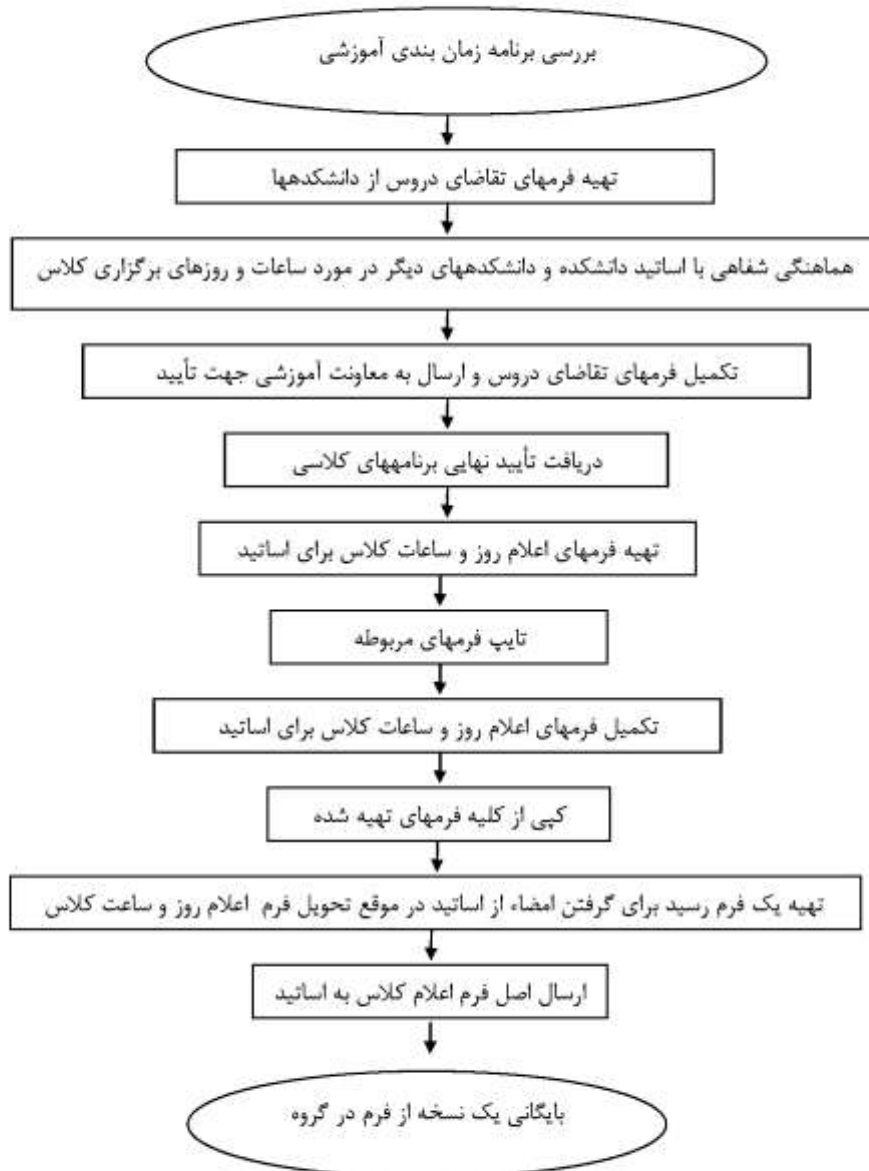 بررسی برنامه زمان بندی آموزشی
تهیه فرمهای تقاضای دروس از دانشکدهها
هماهنگی شفاهی با اساتید دانشکده و دانشکدههای دیگر در مورد ساعات و روزهای برگزاری کلاس
تکمیل فرمهای تقاضای دروس و ارسال به معاونت آموزشی جهت تأیید
دریافت تأیید نهایی برنامههای کلاسی
تهیه فرمهای اعلام روز و ساعات کلاس برای اساتید
تایپ فرمهای مربوطه
تکمیل فرمهای اعلام روز و ساعات کلاس برای اساتید
کپی از کلیه فرمهای تهیه شده
تهیه یک فرم رسید برای گرفتن امضاء از اساتید در موقع تحویل فرم اعلام روز و ساعت کلاس
ارسال اصل فرم اعلام کلاس به اساتید
بایگانی یک نسخه از فرم در گروه